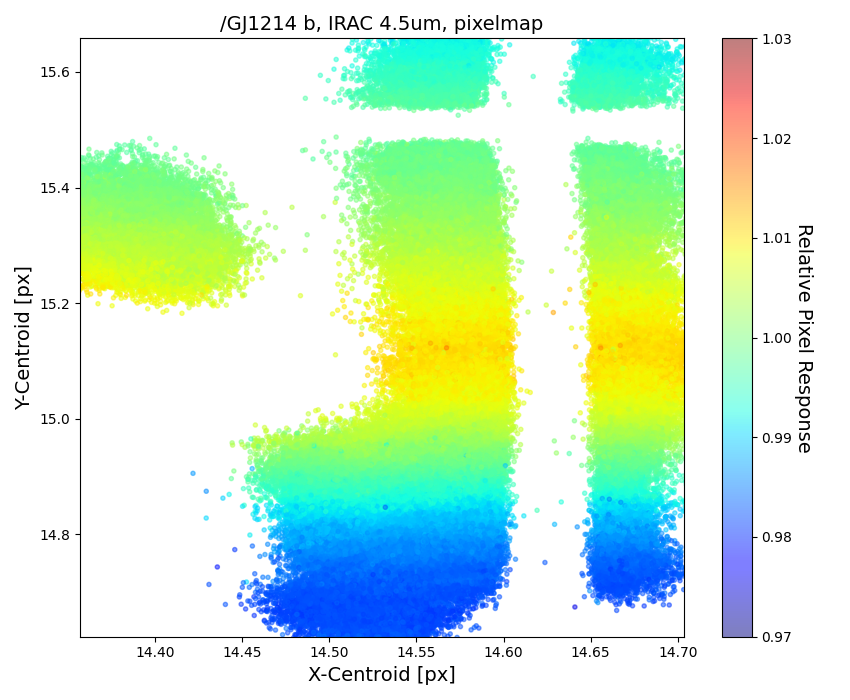 /GJ1214 b, IRAC 4.5um, pixelmap
15.6
15.4
15.2
15.0
14.8
Y-Centroid [px]
14.40 14.45 14.50 14.55 14.60 14.65 14.70
X-Centroid [px]
1.03
1.02
1.01
1.00
0.99
0.98
0.97
Relative Pixel Response